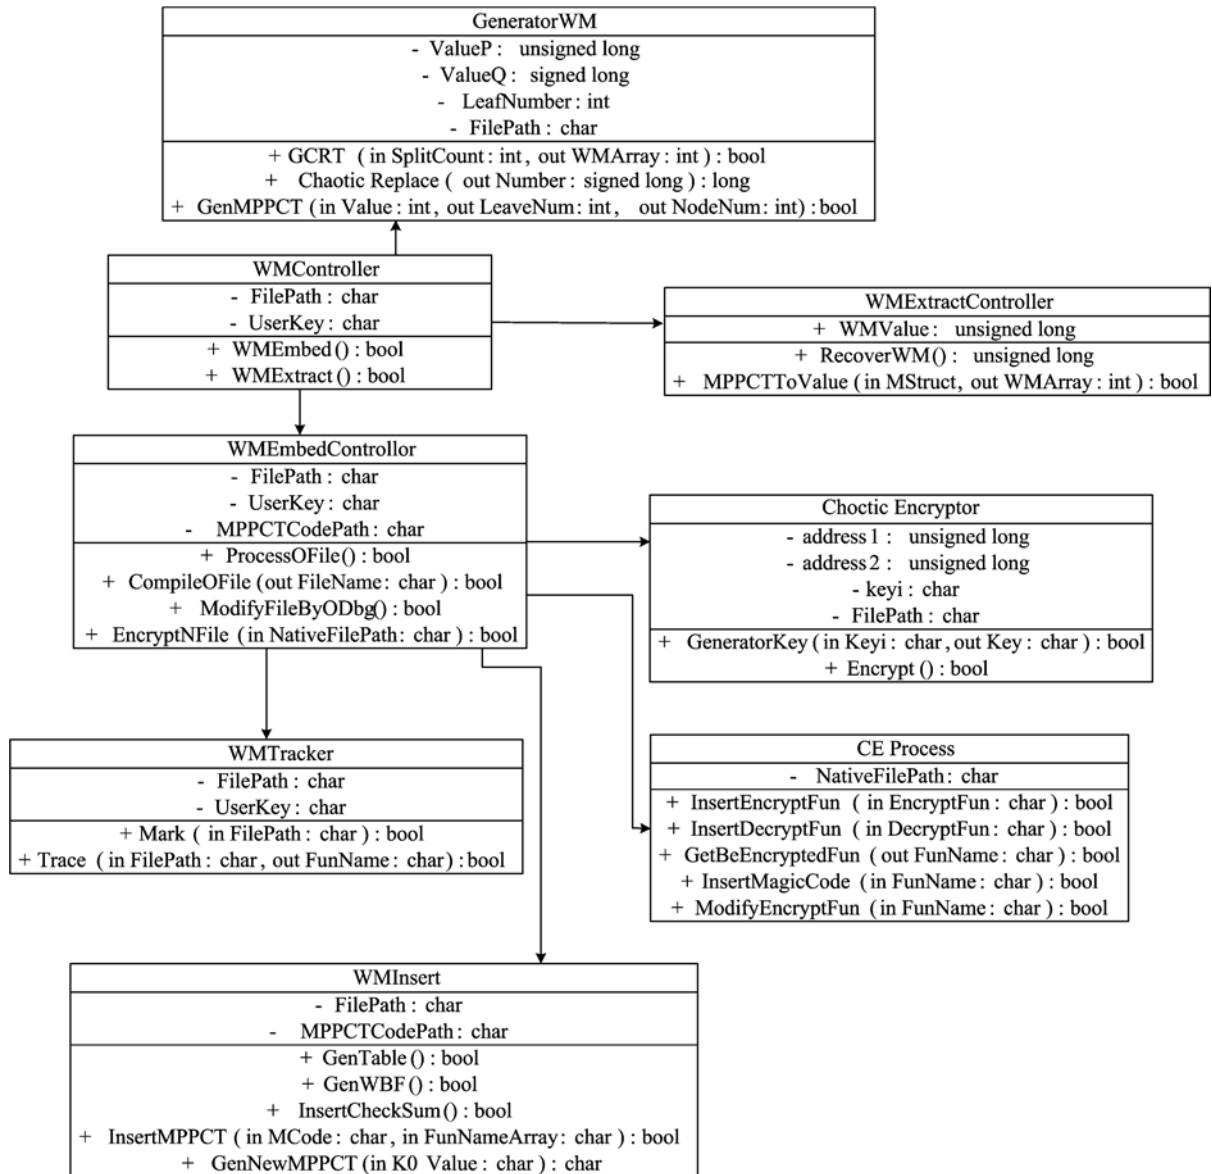 GeneratorWM
- ValueP : unsigned long
- ValueQ : signed long
- LeafNumber : int
- FilePath : char
+ GCRT ( in SplitCount : int , out WMArray : int ) : bool
+ Chaotic Replace ( out Number : signed long ) : long
+ GenMPPCT (in Value : int , out LeaveNum : int , out NodeNum : int) : bool
WMController
- FilePath : char
- UserKey : char
+ WMEmbed () : bool
+ WMExtract () : bool
WMExtractController
+ WMValue : unsigned long
+ RecoverWM () : unsigned long
+ MPPCTToValue (in MStruct , out WMArray : int ) : bool
WMEmbedControllor
- FilePath : char
- UserKey : char
- MPPCTCodePath : char
+ ProcessOFile() : bool
+ CompileOFile (out FileName : char ) : bool
+ ModifyFileByODbg() : bool
+ EncryptNFile (in NativeFilePath : char ) : bool
Choctic Encryptor
- address1 : unsigned long
- address2 : unsigned long
- keyi : char
- FilePath : char
+ GeneratorKey (in Keyi : char , out Key : char ) : bool
+ Encrypt () : bool
WMTracker
- FilePath : char
- UserKey : char
+ Mark ( in FilePath : char ) : bool
+ Trace ( in FilePath : char , out FunName : char) : bool
CE Process
- NativeFilePath : char
+ InsertEncryptFun ( in EncryptFun : char ) : bool
+ InsertDecryptFun ( in DecryptFun : char ) : bool
+ GetBeEncryptedFun (out FunName : char ) : bool
+ InsertMagicCode (in FunName : char ) : bool
+ ModifyEncryptFun (in FunName : char ) : bool
WMInsert
- FilePath : char
- MPPCTCodePath : char
+ GenTable () : bool
+ GenWBF () : bool
+ InsertCheckSum () : bool
+ InsertMPPCT ( in MCode : char , in FunNameArray : char ) : bool
+ GenNewMPPCT (in K0 Value : char ) : char